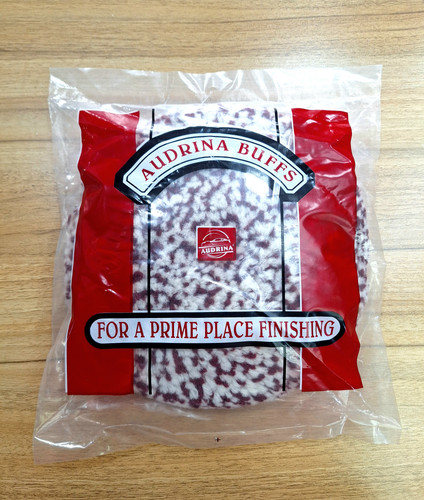 AUDRINA BUFFS
AUDRINA
FOR A PRIME PLACE FINISHING